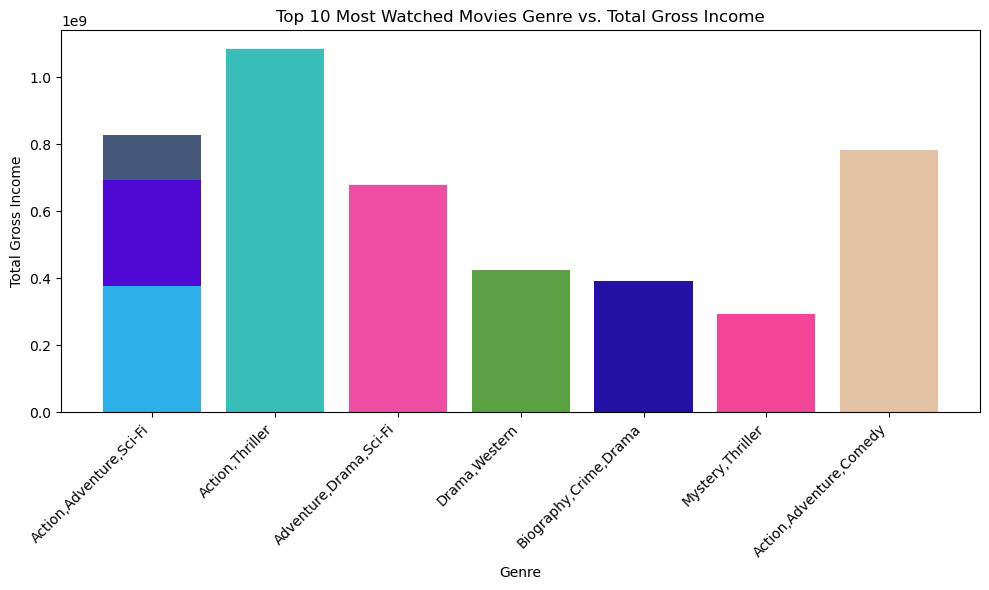 Top 10 Most Watched Movies Genre vs. Total Gross Income
1e9
1.0
0.8
0.6
0.4
0.2
0.0
Total Gross Income
Action,Adventure,Sci-Fi
Action,Thriller
Adventure,Drama,Sci-Fi
Drama,Western
Biography,Crime,Drama
Mystery,Thriller
Action,Adventure,Comedy
Genre